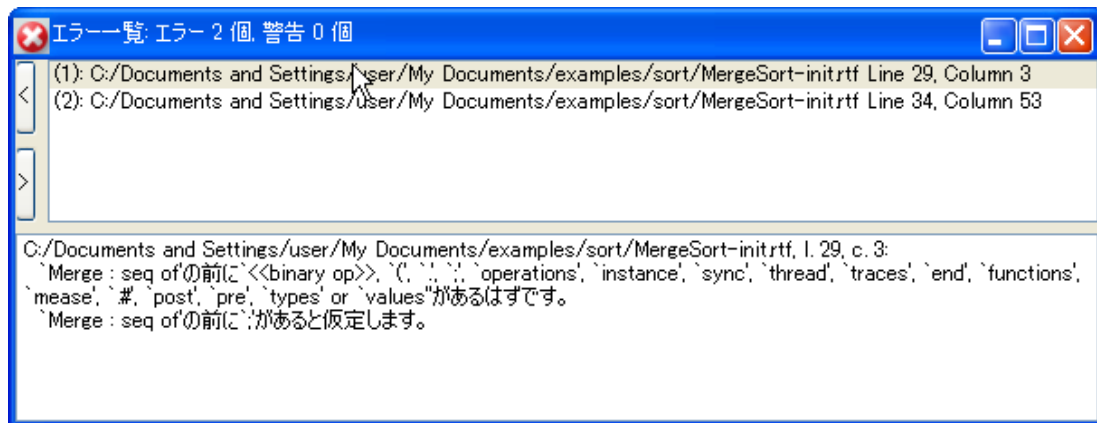 エラー一覧: エラー 2 個, 警告 0 個
(1): C:/Documents and Settings/user/My Documents/examples/sort/MergeSort-init.rtf Line 29, Column 3
(2): C:/Documents and Settings/user/My Documents/examples/sort/MergeSort-init.rtf Line 34, Column 53
<
>
C:/Documents and Settings/user/My Documents/examples/sort/MergeSort-init.rtf, l. 29, c. 3:
`Merge : seq of'の前に`<<binary op>>, `(', `.', `;', `operations', `instance', `sync', `thread', `traces', `end', `functions',
`mease', `#', `post', `pre', `types' or `values''があるはずです。
`Merge : seq of'の前に`;'があると仮定します。